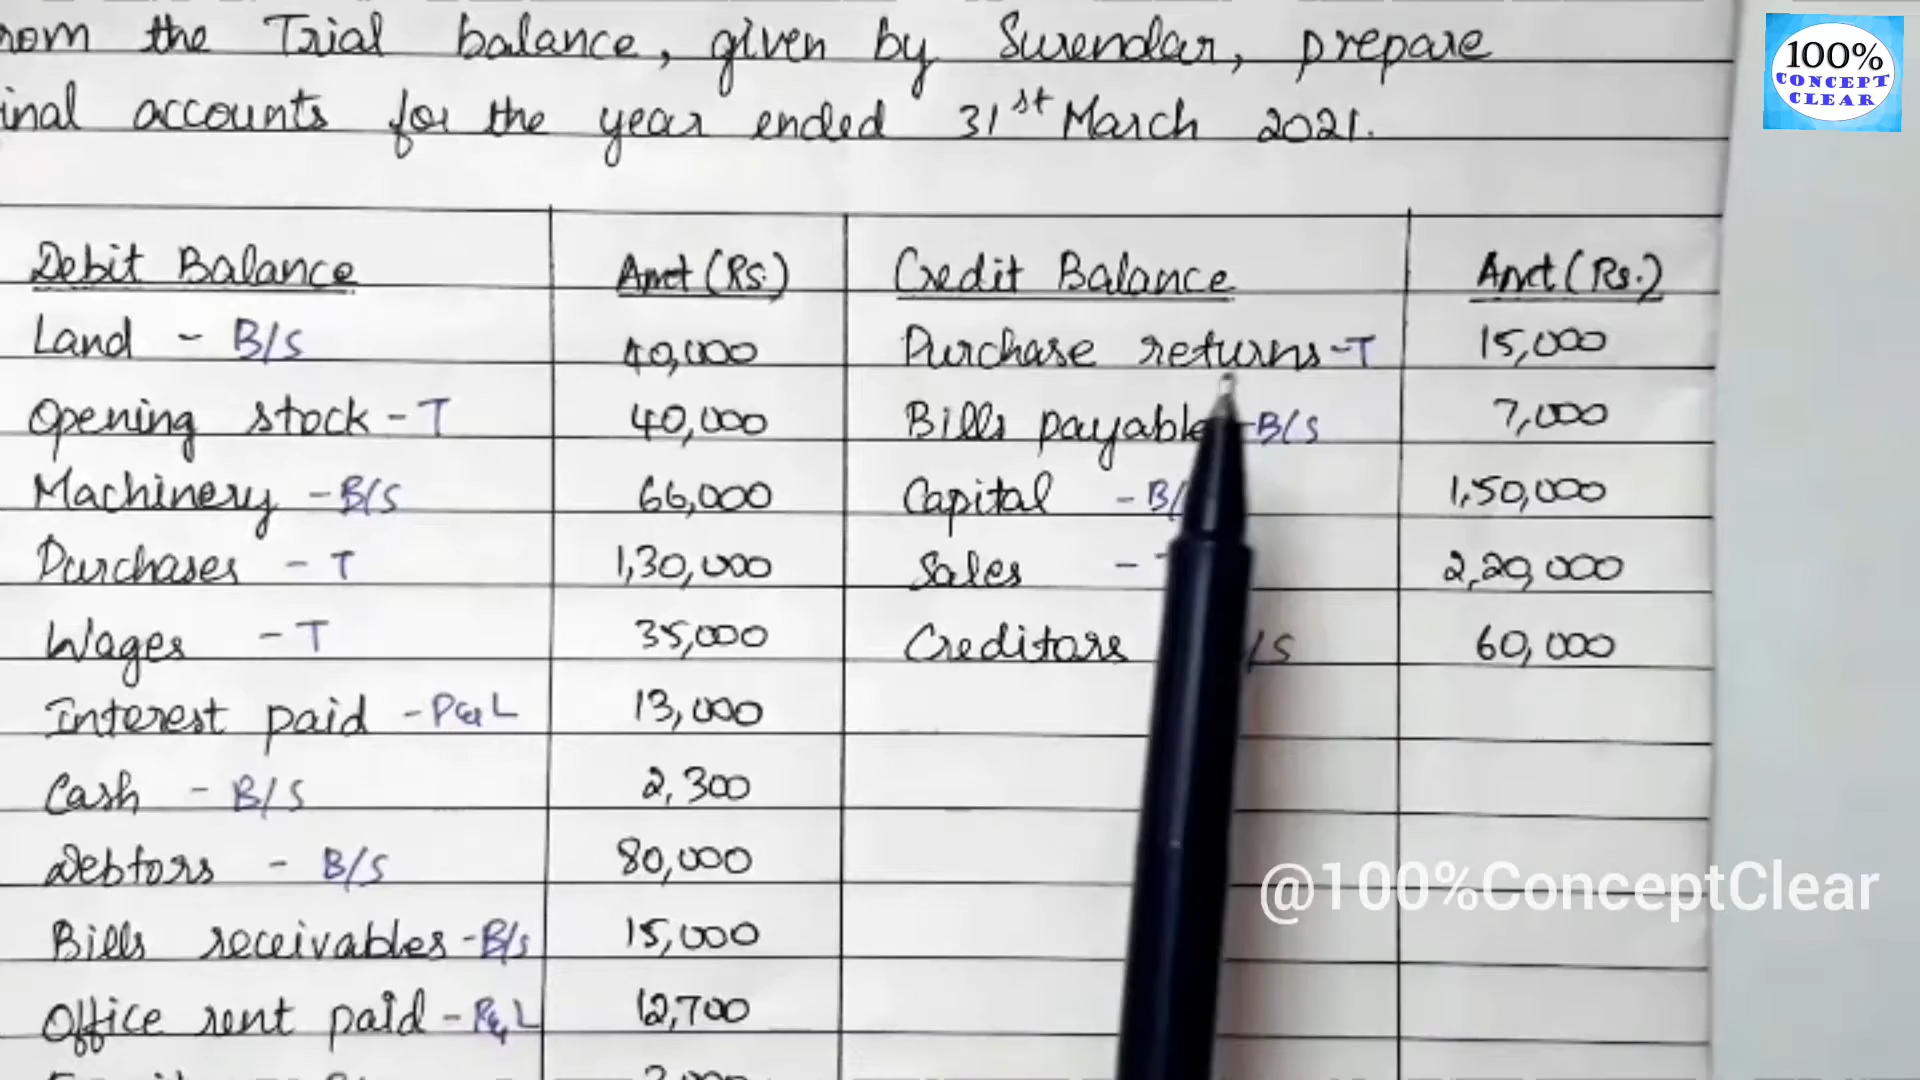 rom the Trial balance, given by Surendar, prepare
inal accounts for the year ended 31st March 2021.
100%
CONCEPT
CLEAR
Debit Balance Amt (Rs.) Credit Balance Amt (Rs.)
Land - B/S 40,000 Purchase returns - T 15,000
Opening stock - T 40,000 Bills payable - B/S 7,000
Machinery - B/S 66,000 Capital - B/ 1,50,000
Purchases - T 1,30,000 Sales - 2,20,000
Wages - T 35,000 Creditors /S 60,000
Interest paid - P&L 13,000
Cash - B/S 2,300
Debtors - B/S 80,000
Bills receivables - B/S 15,000
Office rent paid - P&L 12,700
@100%ConceptClear